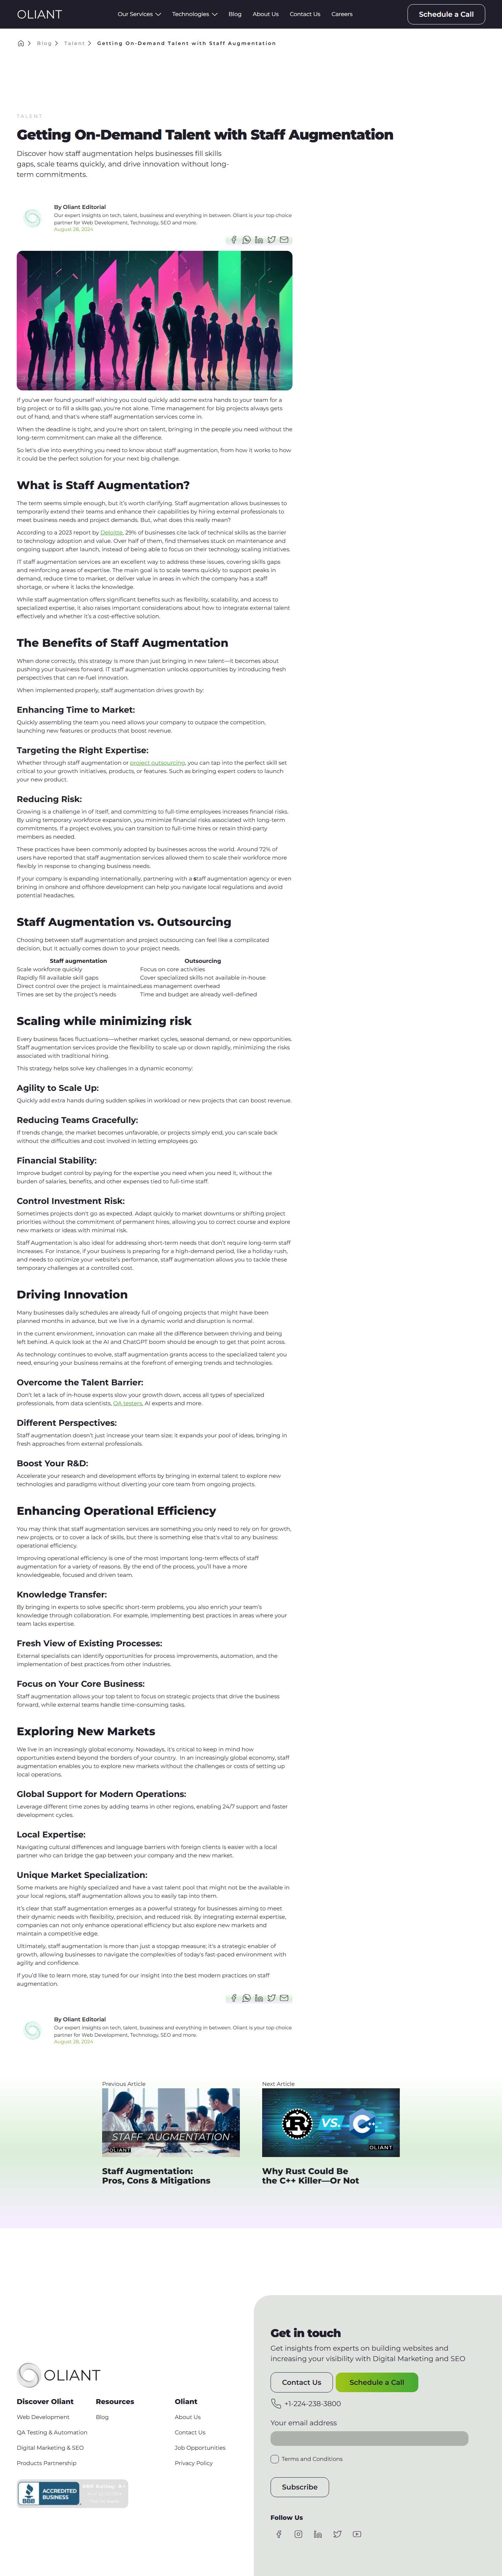 OLIANT
Our Services
Technologies
Blog
About Us
Contact Us
Careers
Schedule a Call
Blog
Talent
Getting On-Demand Talent with Staff Augmentation
TALENT
Getting On-Demand Talent with Staff Augmentation
Discover how staff augmentation helps businesses fill skills
gaps, scale teams quickly, and drive innovation without long-
term commitments.
By Oliant Editorial
Our expert insights on tech, talent, bussiness and everything in between. Oliant is your top choice
partner for Web Development, Technology, SEO and more.
August 28, 2024
If you've ever found yourself wishing you could quickly add some extra hands to your team for a
big project or to fill a skills gap, you're not alone. Time management for big projects always gets
out of hand, and that's where staff augmentation services come in.
When the deadline is tight, and you're short on talent, bringing in the people you need without the
long-term commitment can make all the difference.
So let's dive into everything you need to know about staff augmentation, from how it works to how
it could be the perfect solution for your next big challenge.
What is Staff Augmentation?
The term seems simple enough, but it's worth clarifying. Staff augmentation allows businesses to
temporarily extend their teams and enhance their capabilities by hiring external professionals to
meet business needs and project demands. But, what does this really mean?
According to a 2023 report by Deloitte, 29% of businesses cite lack of technical skills as the barrier
to technology adoption and value. Over half of them, find themselves stuck on maintenance and
ongoing support after launch, instead of being able to focus on their technology scaling initiatives.
IT staff augmentation services are an excellent way to address these issues, covering skills gaps
and reinforcing areas of expertise. The main goal is to scale teams quickly to support peaks in
demand, reduce time to market, or deliver value in areas in which the company has a staff
shortage, or where it lacks the knowledge.
While staff augmentation offers significant benefits such as flexibility, scalability, and access to
specialized expertise, it also raises important considerations about how to integrate external talent
effectively and whether it's a cost-effective solution.
The Benefits of Staff Augmentation
When done correctly, this strategy is more than just bringing in new talent—it becomes about
pushing your business forward. IT staff augmentation unlocks opportunities by introducing fresh
perspectives that can re-fuel innovation.
When implemented properly, staff augmentation drives growth by:
Enhancing Time to Market:
Quickly assembling the team you need allows your company to outpace the competition,
launching new features or products that boost revenue.
Targeting the Right Expertise:
Whether through staff augmentation or project outsourcing, you can tap into the perfect skill set
critical to your growth initiatives, products, or features. Such as bringing expert coders to launch
your new product.
Reducing Risk:
Growing is a challenge in of itself, and committing to full-time employees increases financial risks.
By using temporary workforce expansion, you minimize financial risks associated with long-term
commitments. If a project evolves, you can transition to full-time hires or retain third-party
members as needed.
These practices have been commonly adopted by businesses across the world. Around 72% of
users have reported that staff augmentation services allowed them to scale their workforce more
flexibly in response to changing business needs.
If your company is expanding internationally, partnering with a staff augmentation agency or even
bringing in onshore and offshore development can help you navigate local regulations and avoid
potential headaches.
Staff Augmentation vs. Outsourcing
Choosing between staff augmentation and project outsourcing can feel like a complicated
decision, but it actually comes down to your project needs.
Staff augmentation Outsourcing
Scale workforce quickly Focus on core activities
Rapidly fill available skill gaps Cover specialized skills not available in-house
Direct control over the project is maintained Less management overhead
Times are set by the project's needs Time and budget are already well-defined
Scaling while minimizing risk
Every business faces fluctuations—whether market cycles, seasonal demand, or new opportunities.
Staff augmentation services provide the flexibility to scale up or down rapidly, minimizing the risks
associated with traditional hiring.
This strategy helps solve key challenges in a dynamic economy:
Agility to Scale Up:
Quickly add extra hands during sudden spikes in workload or new projects that can boost revenue.
Reducing Teams Gracefully:
If trends change, the market becomes unfavorable, or projects simply end, you can scale back
without the difficulties and cost involved in letting employees go.
Financial Stability:
Improve budget control by paying for the expertise you need when you need it, without the
burden of salaries, benefits, and other expenses tied to full-time staff.
Control Investment Risk:
Sometimes projects don't go as expected. Adapt quickly to market downturns or shifting project
priorities without the commitment of permanent hires, allowing you to correct course and explore
new markets or ideas with minimal risk.
Staff Augmentation is also ideal for addressing short-term needs that don't require long-term staff
increases. For instance, if your business is preparing for a high-demand period, like a holiday rush,
and needs to optimize your website's performance, staff augmentation allows you to tackle these
temporary challenges at a controlled cost.
Driving Innovation
Many businesses daily schedules are already full of ongoing projects that might have been
planned months in advance, but we live in a dynamic world and disruption is normal.
In the current environment, innovation can make all the difference between thriving and being
left behind. A quick look at the AI and ChatGPT boom should be enough to get that point across.
As technology continues to evolve, staff augmentation grants access to the specialized talent you
need, ensuring your business remains at the forefront of emerging trends and technologies.
Overcome the Talent Barrier:
Don't let a lack of in-house experts slow your growth down, access all types of specialized
professionals, from data scientists, QA testers, AI experts and more.
Different Perspectives:
Staff augmentation doesn't just increase your team size; it expands your pool of ideas, bringing in
fresh approaches from external professionals.
Boost Your R&D:
Accelerate your research and development efforts by bringing in external talent to explore new
technologies and paradigms without diverting your core team from ongoing projects.
Enhancing Operational Efficiency
You may think that staff augmentation services are something you only need to rely on for growth,
new projects, or to cover a lack of skills, but there is something else that's vital to any business:
operational efficiency.
Improving operational efficiency is one of the most important long-term effects of staff
augmentation for a variety of reasons. By the end of the process, you'll have a more
knowledgeable, focused and driven team.
Knowledge Transfer:
By bringing in experts to solve specific short-term problems, you also enrich your team's
knowledge through collaboration. For example, implementing best practices in areas where your
team lacks expertise.
Fresh View of Existing Processes:
External specialists can identify opportunities for process improvements, automation, and the
implementation of best practices from other industries.
Focus on Your Core Business:
Staff augmentation allows your top talent to focus on strategic projects that drive the business
forward, while external teams handle time-consuming tasks.
Exploring New Markets
We live in an increasingly global economy. Nowadays, it's critical to keep in mind how
opportunities extend beyond the borders of your country. In an increasingly global economy, staff
augmentation enables you to explore new markets without the challenges or costs of setting up
local operations.
Global Support for Modern Operations:
Leverage different time zones by adding teams in other regions, enabling 24/7 support and faster
development cycles.
Local Expertise:
Navigating cultural differences and language barriers with foreign clients is easier with a local
partner who can bridge the gap between your company and the new market.
Unique Market Specialization:
Some markets are highly specialized and have a vast talent pool that might not be the available in
your local regions, staff augmentation allows you to easily tap into them.
It's clear that staff augmentation emerges as a powerful strategy for businesses aiming to meet
their dynamic needs with flexibility, precision, and reduced risk. By integrating external expertise,
companies can not only enhance operational efficiency but also explore new markets and
maintain a competitive edge.
Ultimately, staff augmentation is more than just a stopgap measure; it's a strategic enabler of
growth, allowing businesses to navigate the complexities of today's fast-paced environment with
agility and confidence.
If you'd like to learn more, stay tuned for our insight into the best modern practices on staff
augmentation.
By Oliant Editorial
Our expert insights on tech, talent, bussiness and everything in between. Oliant is your top choice
partner for Web Development, Technology, SEO and more.
August 28, 2024
Previous Article
STAFF AUGMENTATION
OLIANT
Staff Augmentation:
Pros, Cons & Mitigations
Next Article
R VS. C++
OLIANT
Why Rust Could Be
the C++ Killer—Or Not
Get in touch
Get insights from experts on building websites and
increasing your visibility with Digital Marketing and SEO
Contact Us
Schedule a Call
+1-224-238-3800
Your email address
Terms and Conditions
Subscribe
Follow Us
OLIANT
Discover Oliant
Web Development
QA Testing & Automation
Digital Marketing & SEO
Products Partnership
Resources
Blog
Oliant
About Us
Contact Us
Job Opportunities
Privacy Policy
BBB
ACCREDITED
BUSINESS
BBB Rating: A+